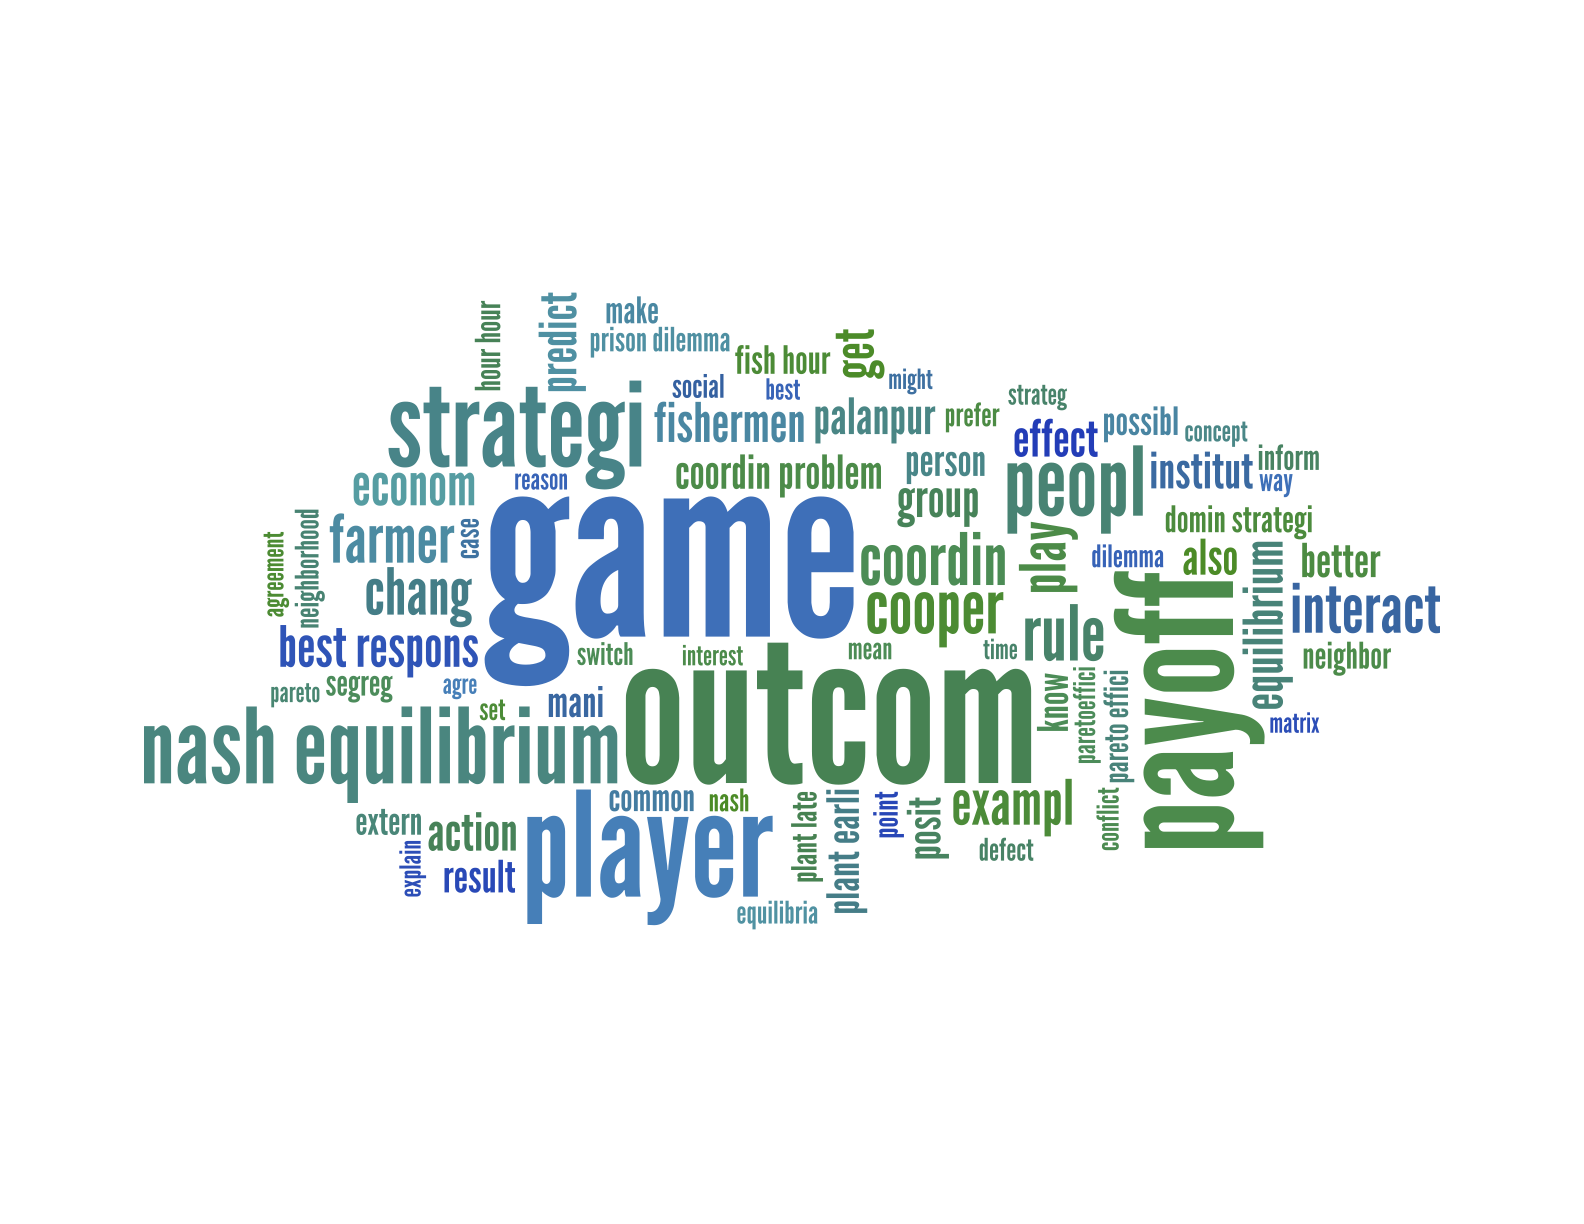 hour hour
predict
make
prison dilemma
fish hour
get
social
best
might
strategi
fishermen
palanpur
prefer
strateg
effect
possibl
concept
econom
reason
coordin problem
person
group
peopl
institut
inform
way
agreement
neighborhood
farmer
case
game
coordin
play
dilemma
domin strategi
also
better
chang
cooper
rule
payoff
equilibrium
interact
best respons
switch
interest
mean
time
neighbor
pareto
segreg
agre
set
mani
outcom
know
paretoeffici
pareto effici
matrix
nash equilibrium
common
nash
plant late
plant earli
point
posit
exampl
conflict
extern
action
player
defect
explain
result
equilibria